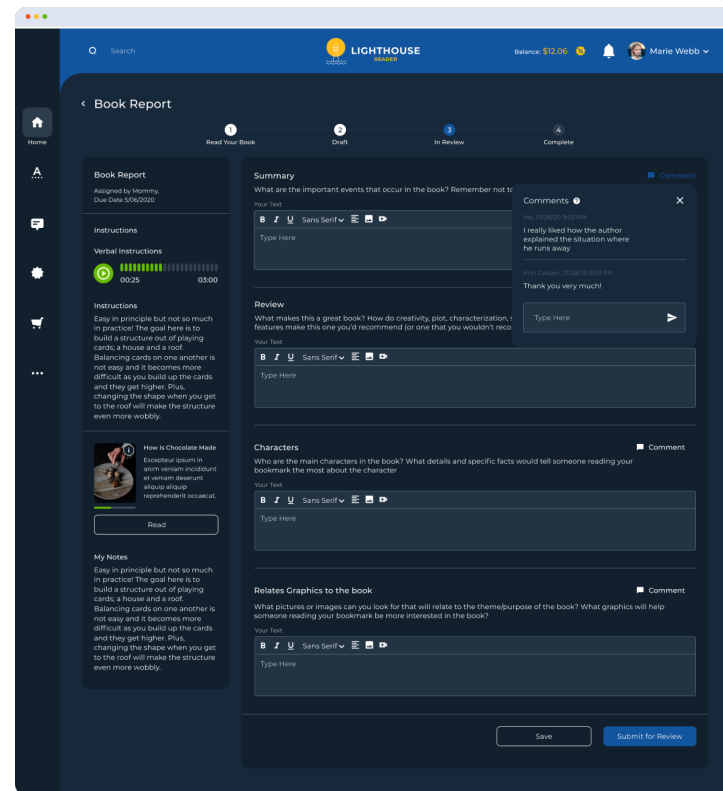 Search
LIGHTHOUSE
READER
Balance: $12.06
Marie Webb
Book Report
1
2
3
4
Read Your Book
Draft
In Review
Complete
Home
A
Book Report
Assigned by Mommy,
Due Date 5/06/2020
Instructions
Verbal Instructions
00:25
03:00
Instructions
Easy in principle but not so much
in practice! The goal here is to
build a structure out of playing
cards; a house and a roof.
Balancing cards on one another is
not easy and it becomes more
difficult as you build up the cards
and they get higher. Plus,
changing the shape when you get
to the roof will make the structure
even more wobbly.
How Is Chocolate Made
Excepteur ipsum in
anim veniam incididunt
et veniam deserunt
aliquip aliquip
reprehenderit occaecat.
Read
My Notes
Easy in principle but not so much
in practice! The goal here is to
build a structure out of playing
cards; a house and a roof.
Balancing cards on one another is
not easy and it becomes more
difficult as you build up the cards
and they get higher. Plus,
changing the shape when you get
to the roof will make the structure
even more wobbly.
Summary
Comment
What are the important events that occur in the book? Remember not to
Your Text
B I U Sans Serif
Type Here
Comments
Me, 01/28/20 9:03 PM
I really liked how the author
explained the situation where
he runs away
Ann Cooper, 01/28/20 9:03 PM
Thank you very much!
Type Here
Review
What makes this a great book? How do creativity, plot, characterization,
features make this one you'd recommend (or one that you wouldn't reco
Your Text
B I U Sans Serif
Type Here
Characters
Comment
Who are the main characters in the book? What details and specific facts would tell someone reading your
bookmark the most about the character
Your Text
B I U Sans Serif
Type Here
Relates Graphics to the book
Comment
What pictures or images can you look for that will relate to the theme/purpose of the book? What graphics will help
someone reading your bookmark be more interested in the book?
Your Text
B I U Sans Serif
Type Here
Save
Submit for Review